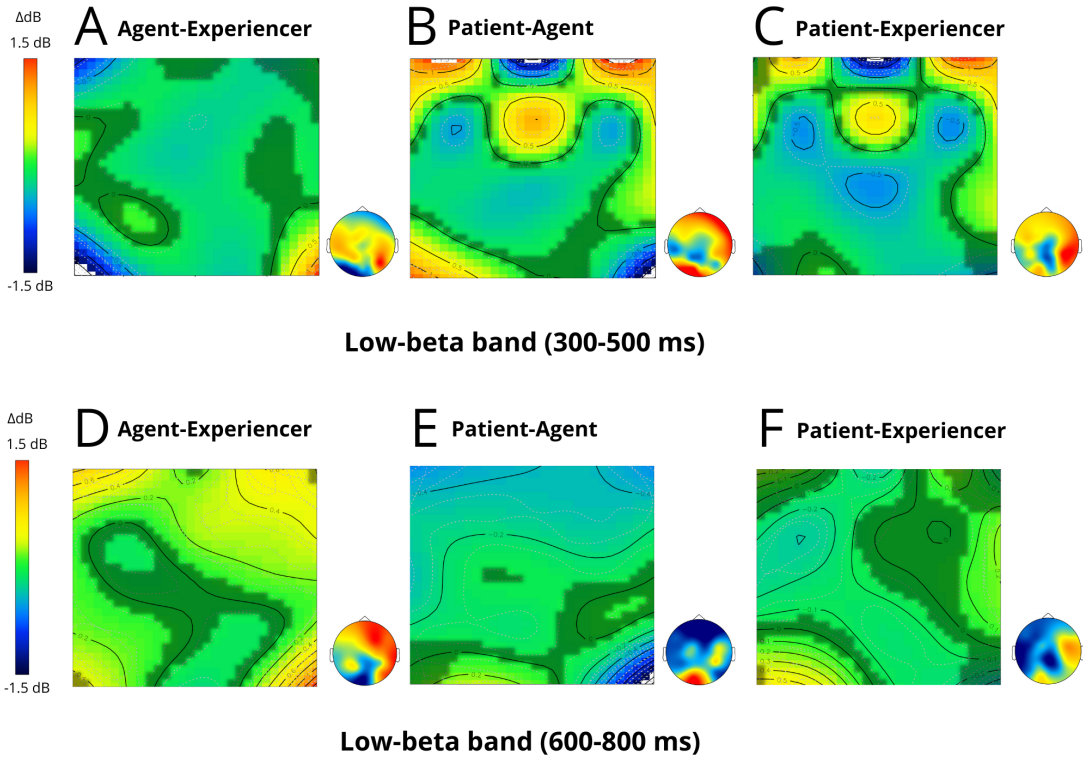 ΔdB
1.5 dB
-1.5 dB
A Agent-Experiencer
B Patient-Agent
C Patient-Experiencer
Low-beta band (300-500 ms)
ΔdB
1.5 dB
-1.5 dB
D Agent-Experiencer
E Patient-Agent
F Patient-Experiencer
Low-beta band (600-800 ms)